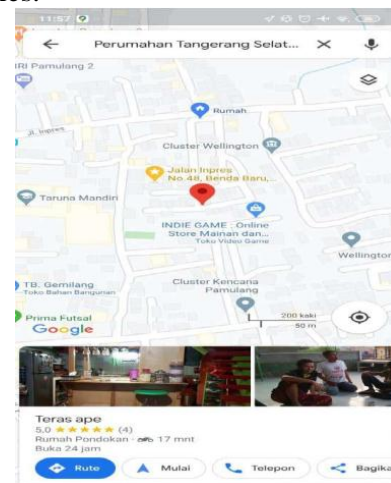 11:57
Perumahan Tangerang Selat...
IRI Pamulang 2
Rumah
Jl. Inpres
Cluster Wellington
Jalan Inpres
No 48, Benda Baru,...
Taruna Mandiri
INDIE GAME : Online
Store Mainan dan...
Toko Video Game
Wellington
TB. Gemilang
Toko Bahan Bangunan
Cluster Kencana
Pamulang
Prima Futsal
Google
200 kaki
50 m
Teras ape
5,0 (4)
Rumah Pondokan · 17 mnt
Buka 24 jam
Rute
Mulai
Telepon
Bagika